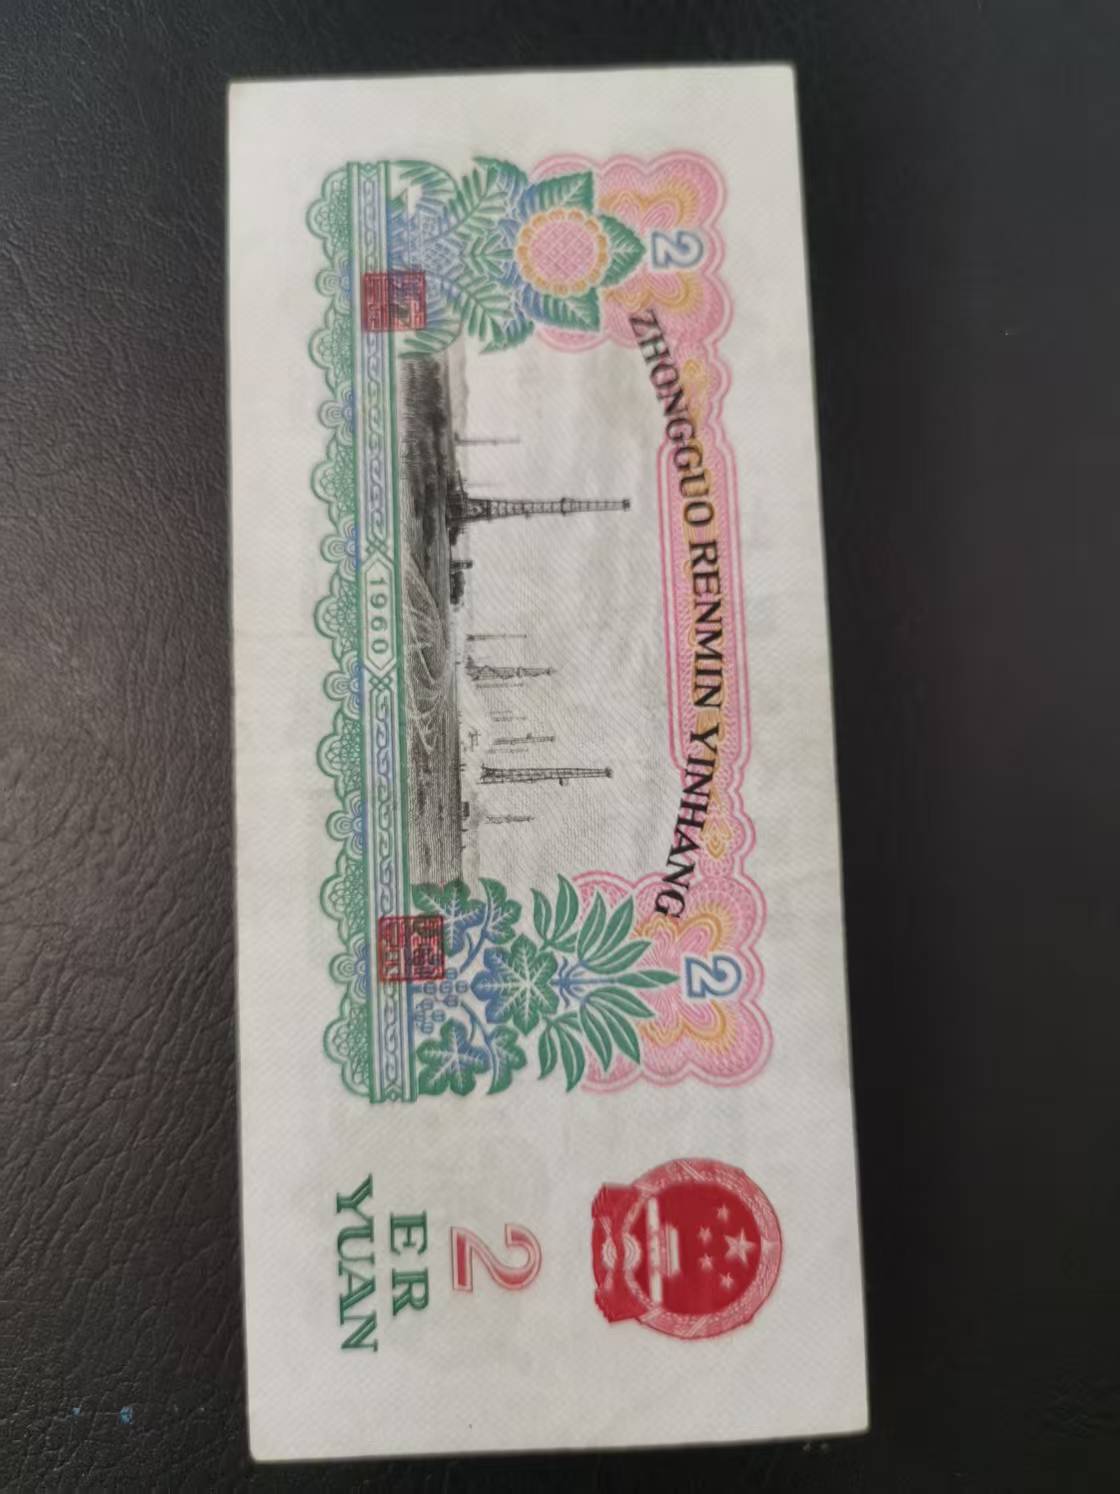 ZHONGGUO RENMIN YINHANG
2
2
1960
2
ER
YUAN